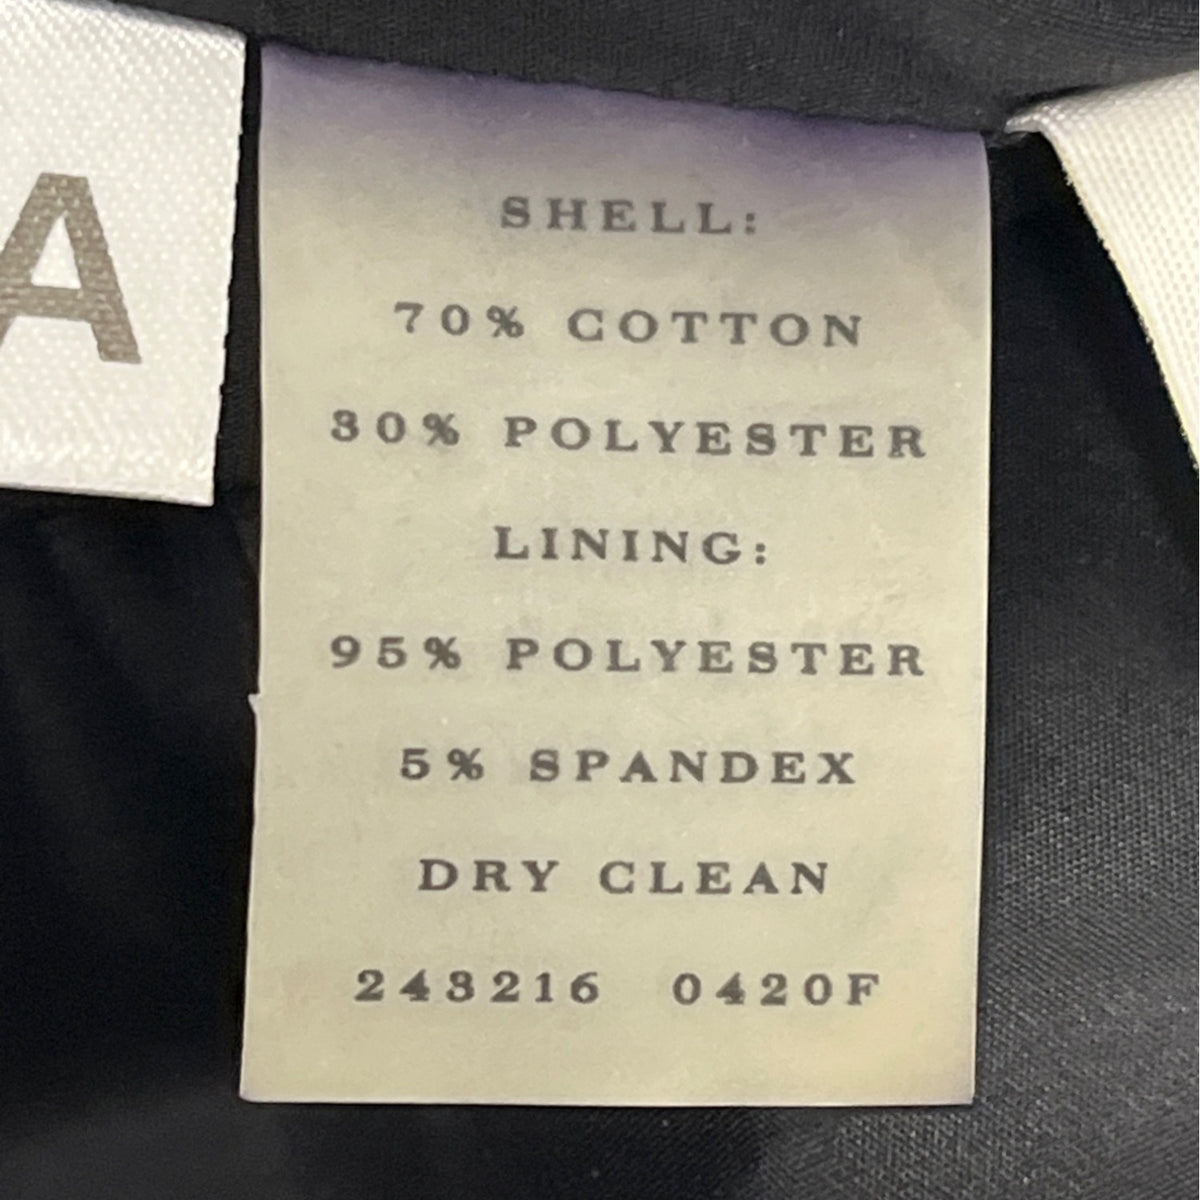 A
SHELL:
70% COTTON
30% POLYESTER
LINING:
95% POLYESTER
5% SPANDEX
DRY CLEAN
243216 0420F